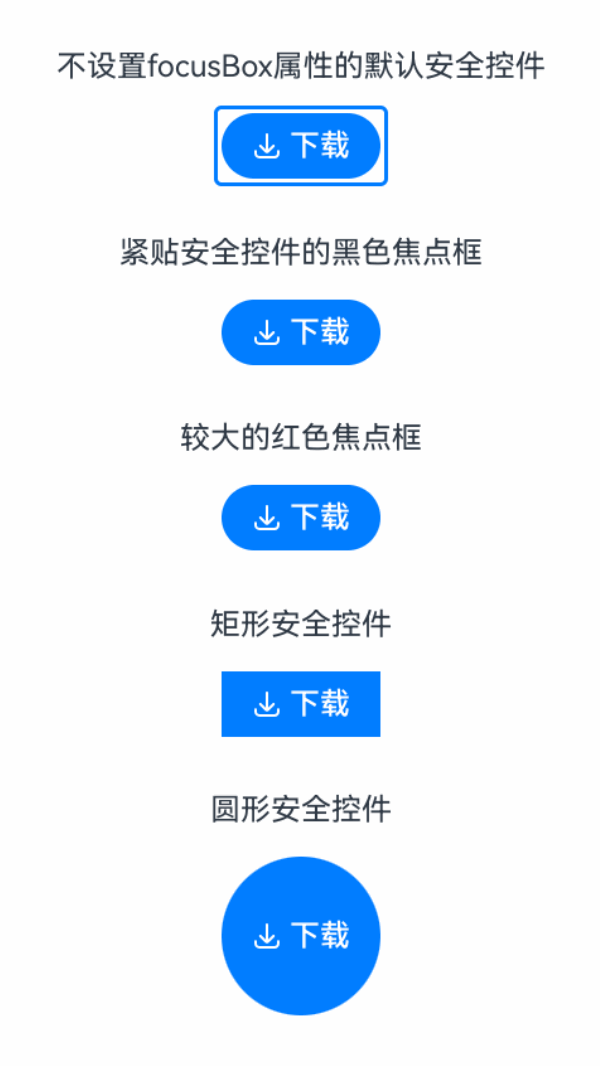 不设置focusBox属性的默认安全控件
下载
紧贴安全控件的黑色焦点框
下载
较大的红色焦点框
下载
矩形安全控件
下载
圆形安全控件
下载